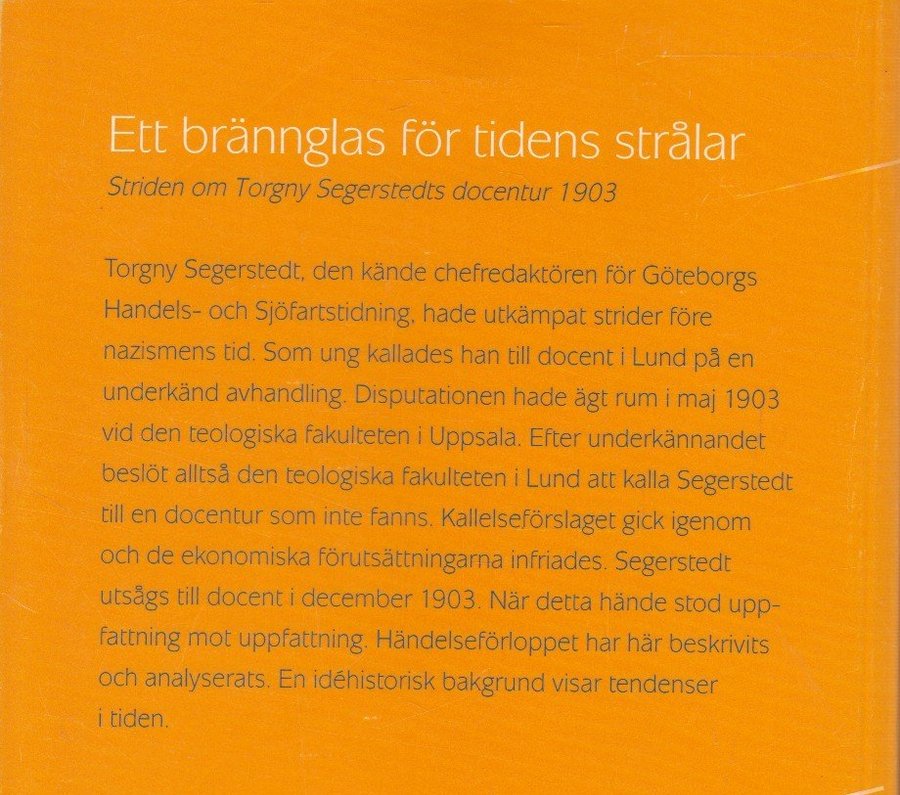 Ett brännglas för tidens strålar
Striden om Torgny Segerstedts docentur 1903
Torgny Segerstedt, den kände chefredaktören för Göteborgs
Handels- och Sjöfartstidning, hade utkämpat strider före
nazismens tid. Som ung kallades han till docent i Lund på en
underkänd avhandling. Disputationen hade ägt rum i maj 1903
vid den teologiska fakulteten i Uppsala. Efter underkännandet
beslöt alltså den teologiska fakulteten i Lund att kalla Segerstedt
till en docentur som inte fanns. Kallelseförslaget gick igenom
och de ekonomiska förutsättningarna infriades. Segerstedt
utsågs till docent i december 1903. När detta hände stod upp-
fattning mot uppfattning. Händelseförloppet har här beskrivits
och analyserats. En idéhistorisk bakgrund visar tendenser
i tiden.